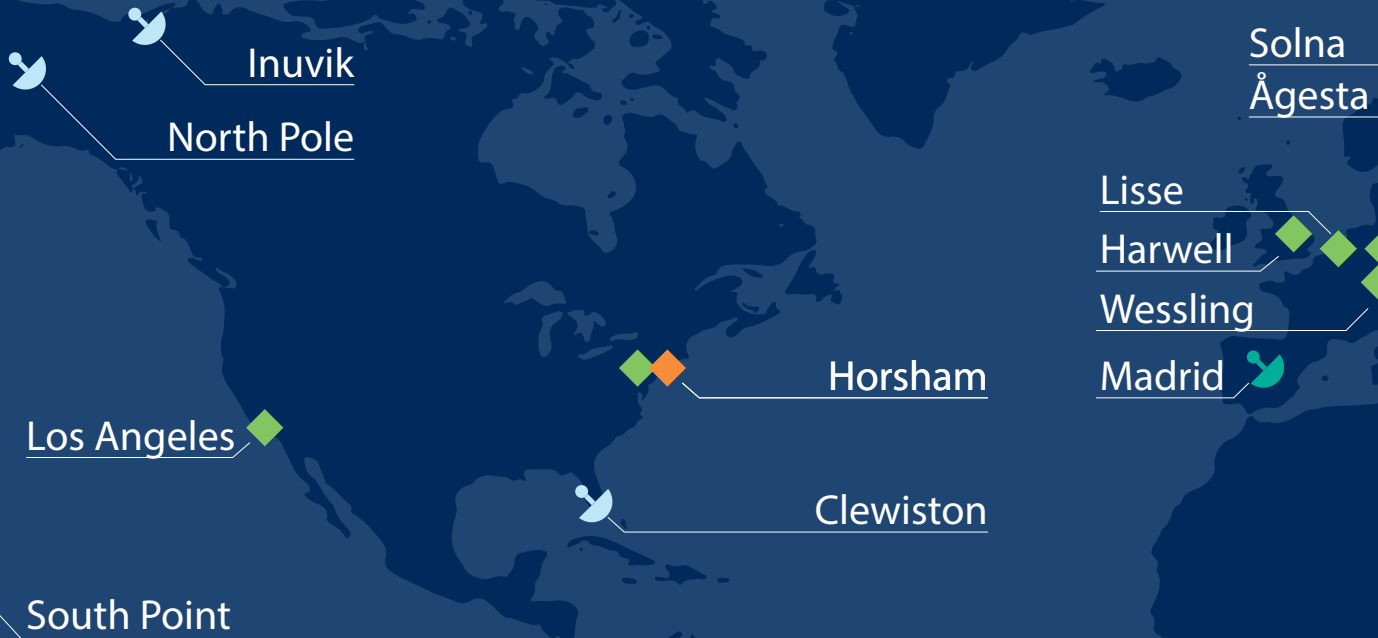 Inuvik
North Pole
Los Angeles
South Point
Horsham
Clewiston
Solna
Ågesta
Lisse
Harwell
Wessling
Madrid